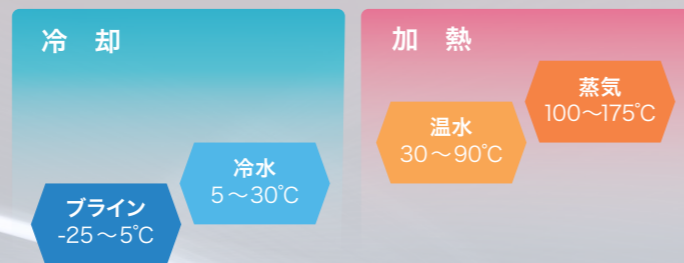 冷 却
ブライン
-25～5℃
冷水
5～30℃
加 熱
温水
30～90℃
蒸気
100～175℃